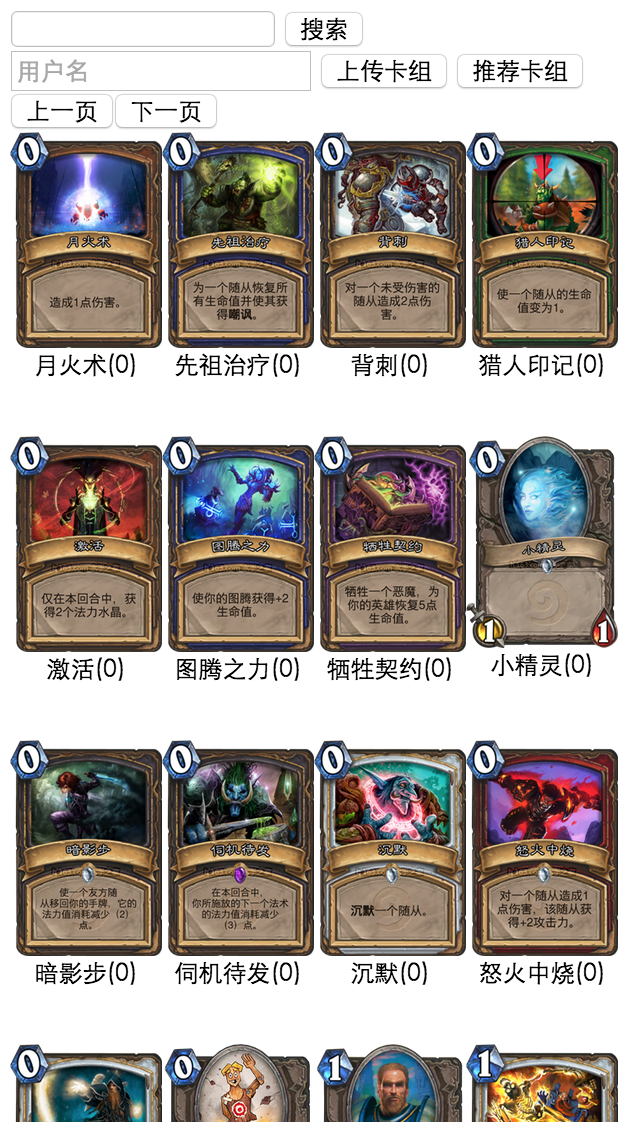 搜索
用户名 上传卡组 推荐卡组
上一页 下一页
0 0 0 0
月火术 先祖治疗 背刺 猎人印记
造成1点伤害。
为一个随从恢复所
有生命值并使其获
得嘲讽。
对一个未受伤害的
随从造成2点伤
害。
使一个随从的生命
值变为1。
月火术(0) 先祖治疗(0) 背刺(0) 猎人印记(0)
0 0 0 0
激活 图腾之力 牺牲契约 小精灵
仅在本回合中，获
得2个法力水晶。
使你的图腾获得+2
生命值。
牺牲一个恶魔，为
你的英雄恢复5点
生命值。
1 1
激活(0) 图腾之力(0) 牺牲契约(0) 小精灵(0)
0 0 0 0
暗影步 伺机待发 沉默 怒火中烧
使一个友方随
从移回你的手牌，它的
法力值消耗减少（2）
点。
在本回合中，
你所施放的下一个法术
的法力值消耗减少
（3）点。
沉默一个随从。
对一个随从造成1
点伤害，该随从获
得+2攻击力。
暗影步(0) 伺机待发(0) 沉默(0) 怒火中烧(0)
0 0 1 1